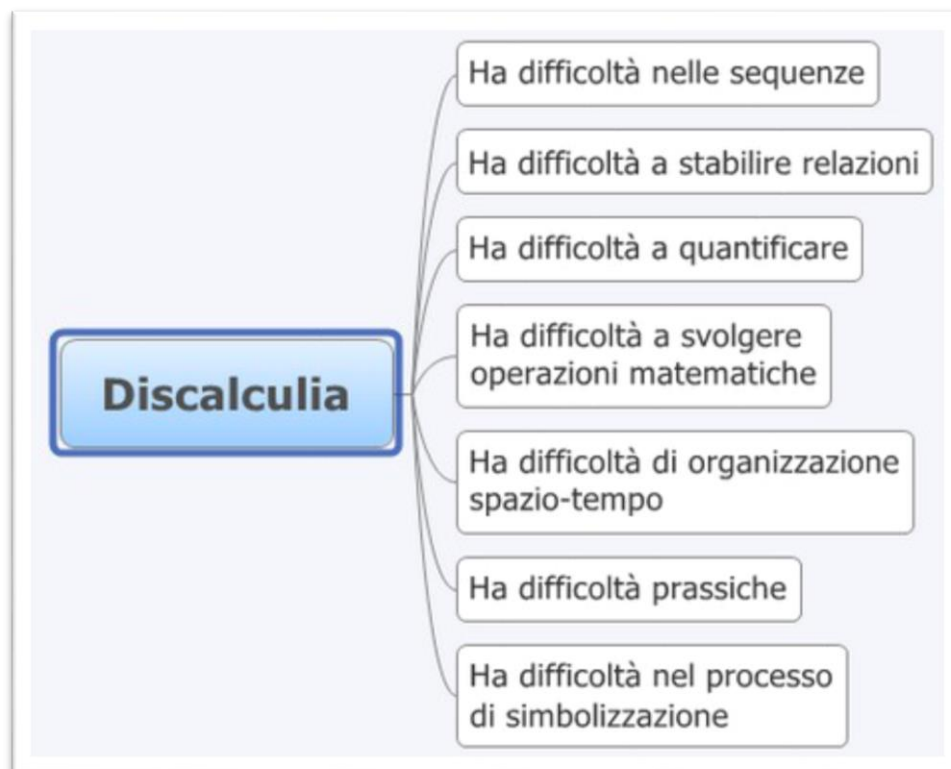 Discalculia
Ha difficoltà nelle sequenze
Ha difficoltà a stabilire relazioni
Ha difficoltà a quantificare
Ha difficoltà a svolgere
operazioni matematiche
Ha difficoltà di organizzazione
spazio-tempo
Ha difficoltà prassiche
Ha difficoltà nel processo
di simbolizzazione